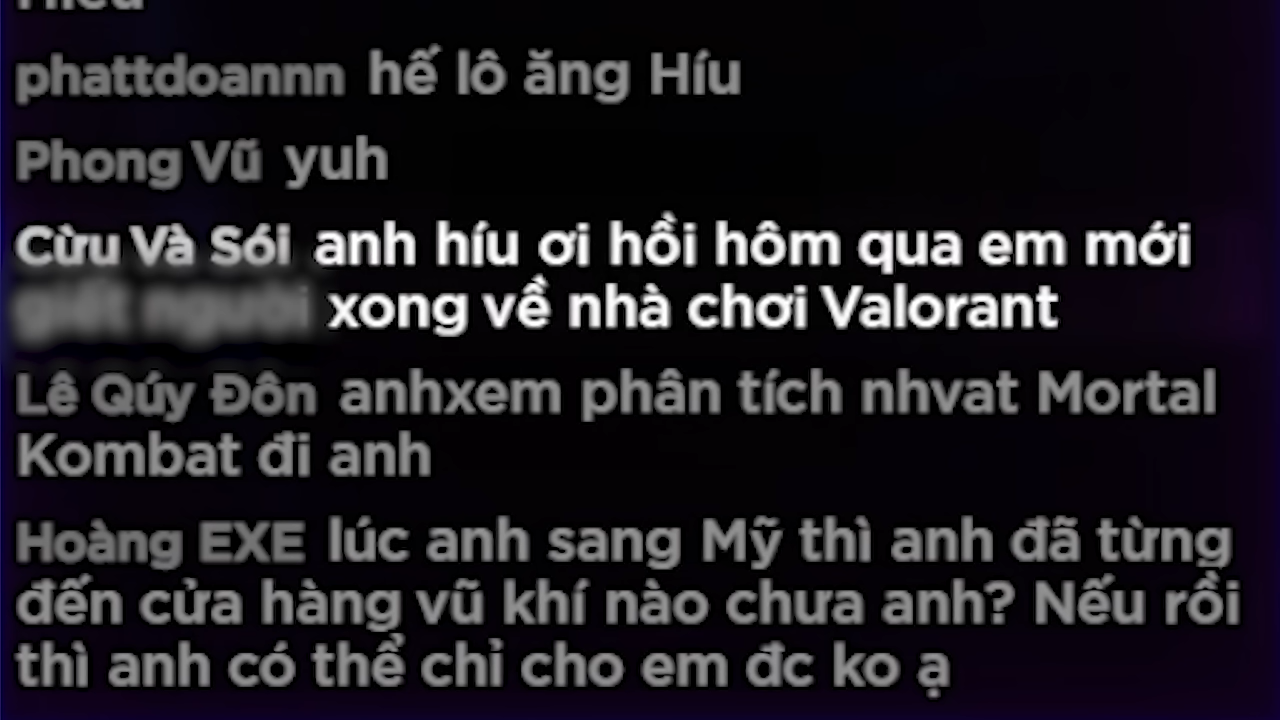 phattdoannn hế lô ăng Híu
Phong Vũ yuh
Cừu Và Sói anh híu ơi hồi hôm qua em mới
xong về nhà chơi Valorant
Lê Qúy Đôn anhxem phân tích nhvat Mortal
Kombat đi anh
Hoàng EXE lúc anh sang Mỹ thì anh đã từng
đến cửa hàng vũ khí nào chưa anh? Nếu rồi
thì anh có thể chỉ cho em đc ko ạ